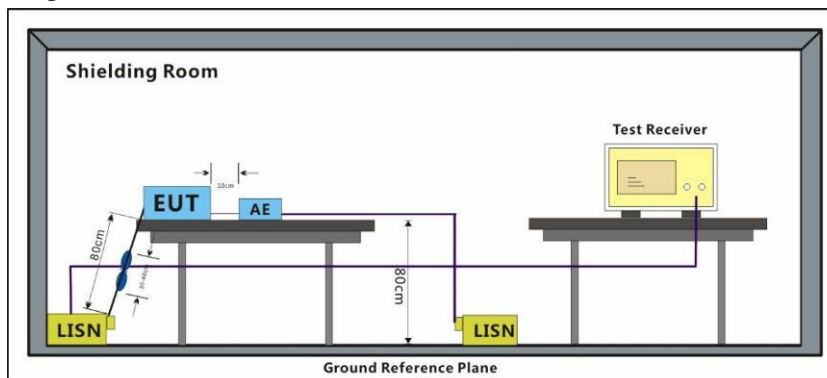 Shielding Room
Test Receiver
10cm
EUT
AE
80cm
80cm
LISN
LISN
Ground Reference Plane